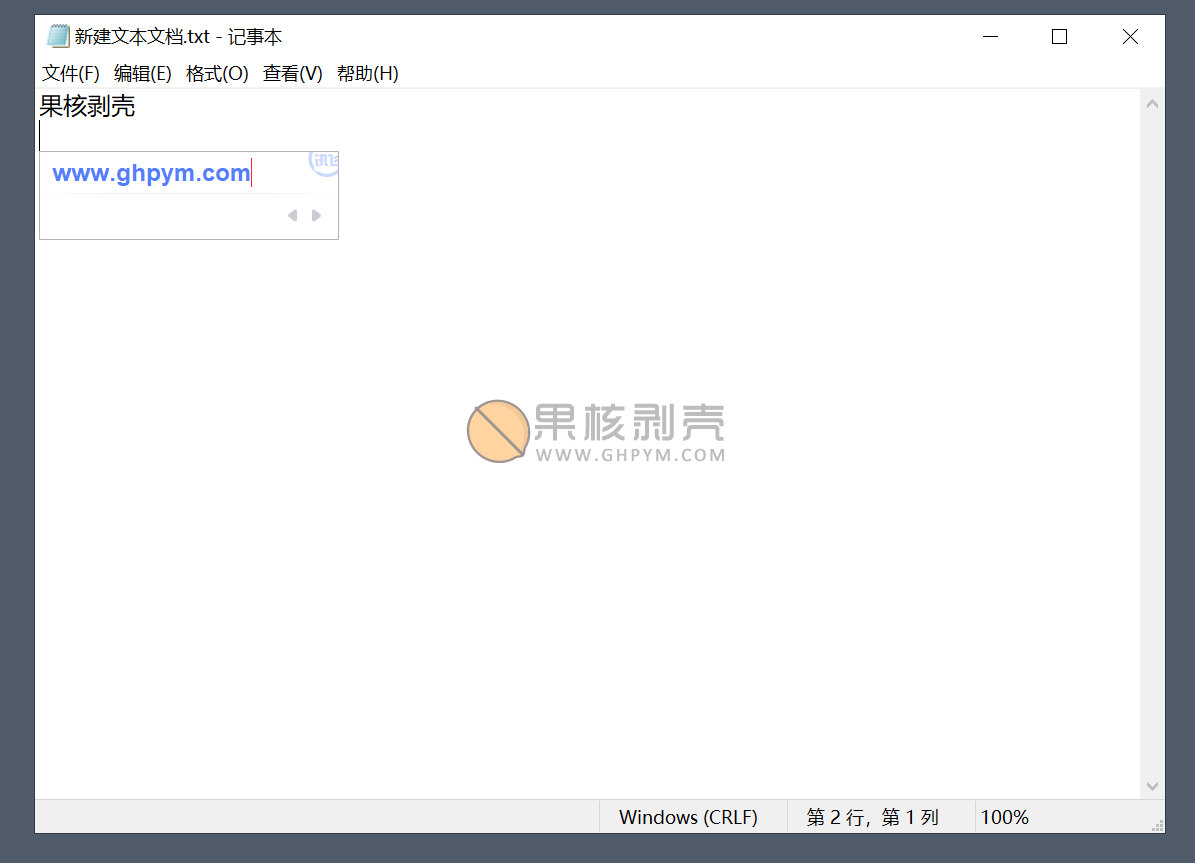 新建文本文档.txt - 记事本
文件(F) 编辑(E) 格式(O) 查看(V) 帮助(H)
果核剥壳
www.ghpym.com
讯飞
果核剥壳
WWW.GHPYM.COM
Windows (CRLF) 第 2 行，第 1 列 100%